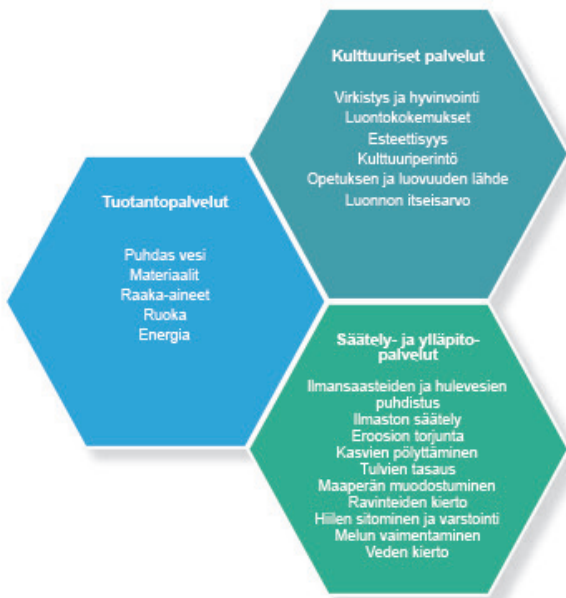 Kulttuuriset palvelut
Virkistys ja hyvinvointi
Luontokokemukset
Esteettisyys
Kulttuuriperintö
Opetuksen ja luovuuden lähde
Luonnon itseisarvo
Tuotantopalvelut
Puhdas vesi
Materiaalit
Raaka-aineet
Ruoka
Energia
Säätely- ja ylläpito-
palvelut
Ilmansaasteiden ja hulevesien
puhdistus
Ilmaston säätely
Eroosion torjunta
Kasvien pölyttäminen
Tulvien tasaus
Maaperän muodostuminen
Ravinteiden kierto
Hiilen sitominen ja varstointi
Melun vaimentaminen
Veden kierto